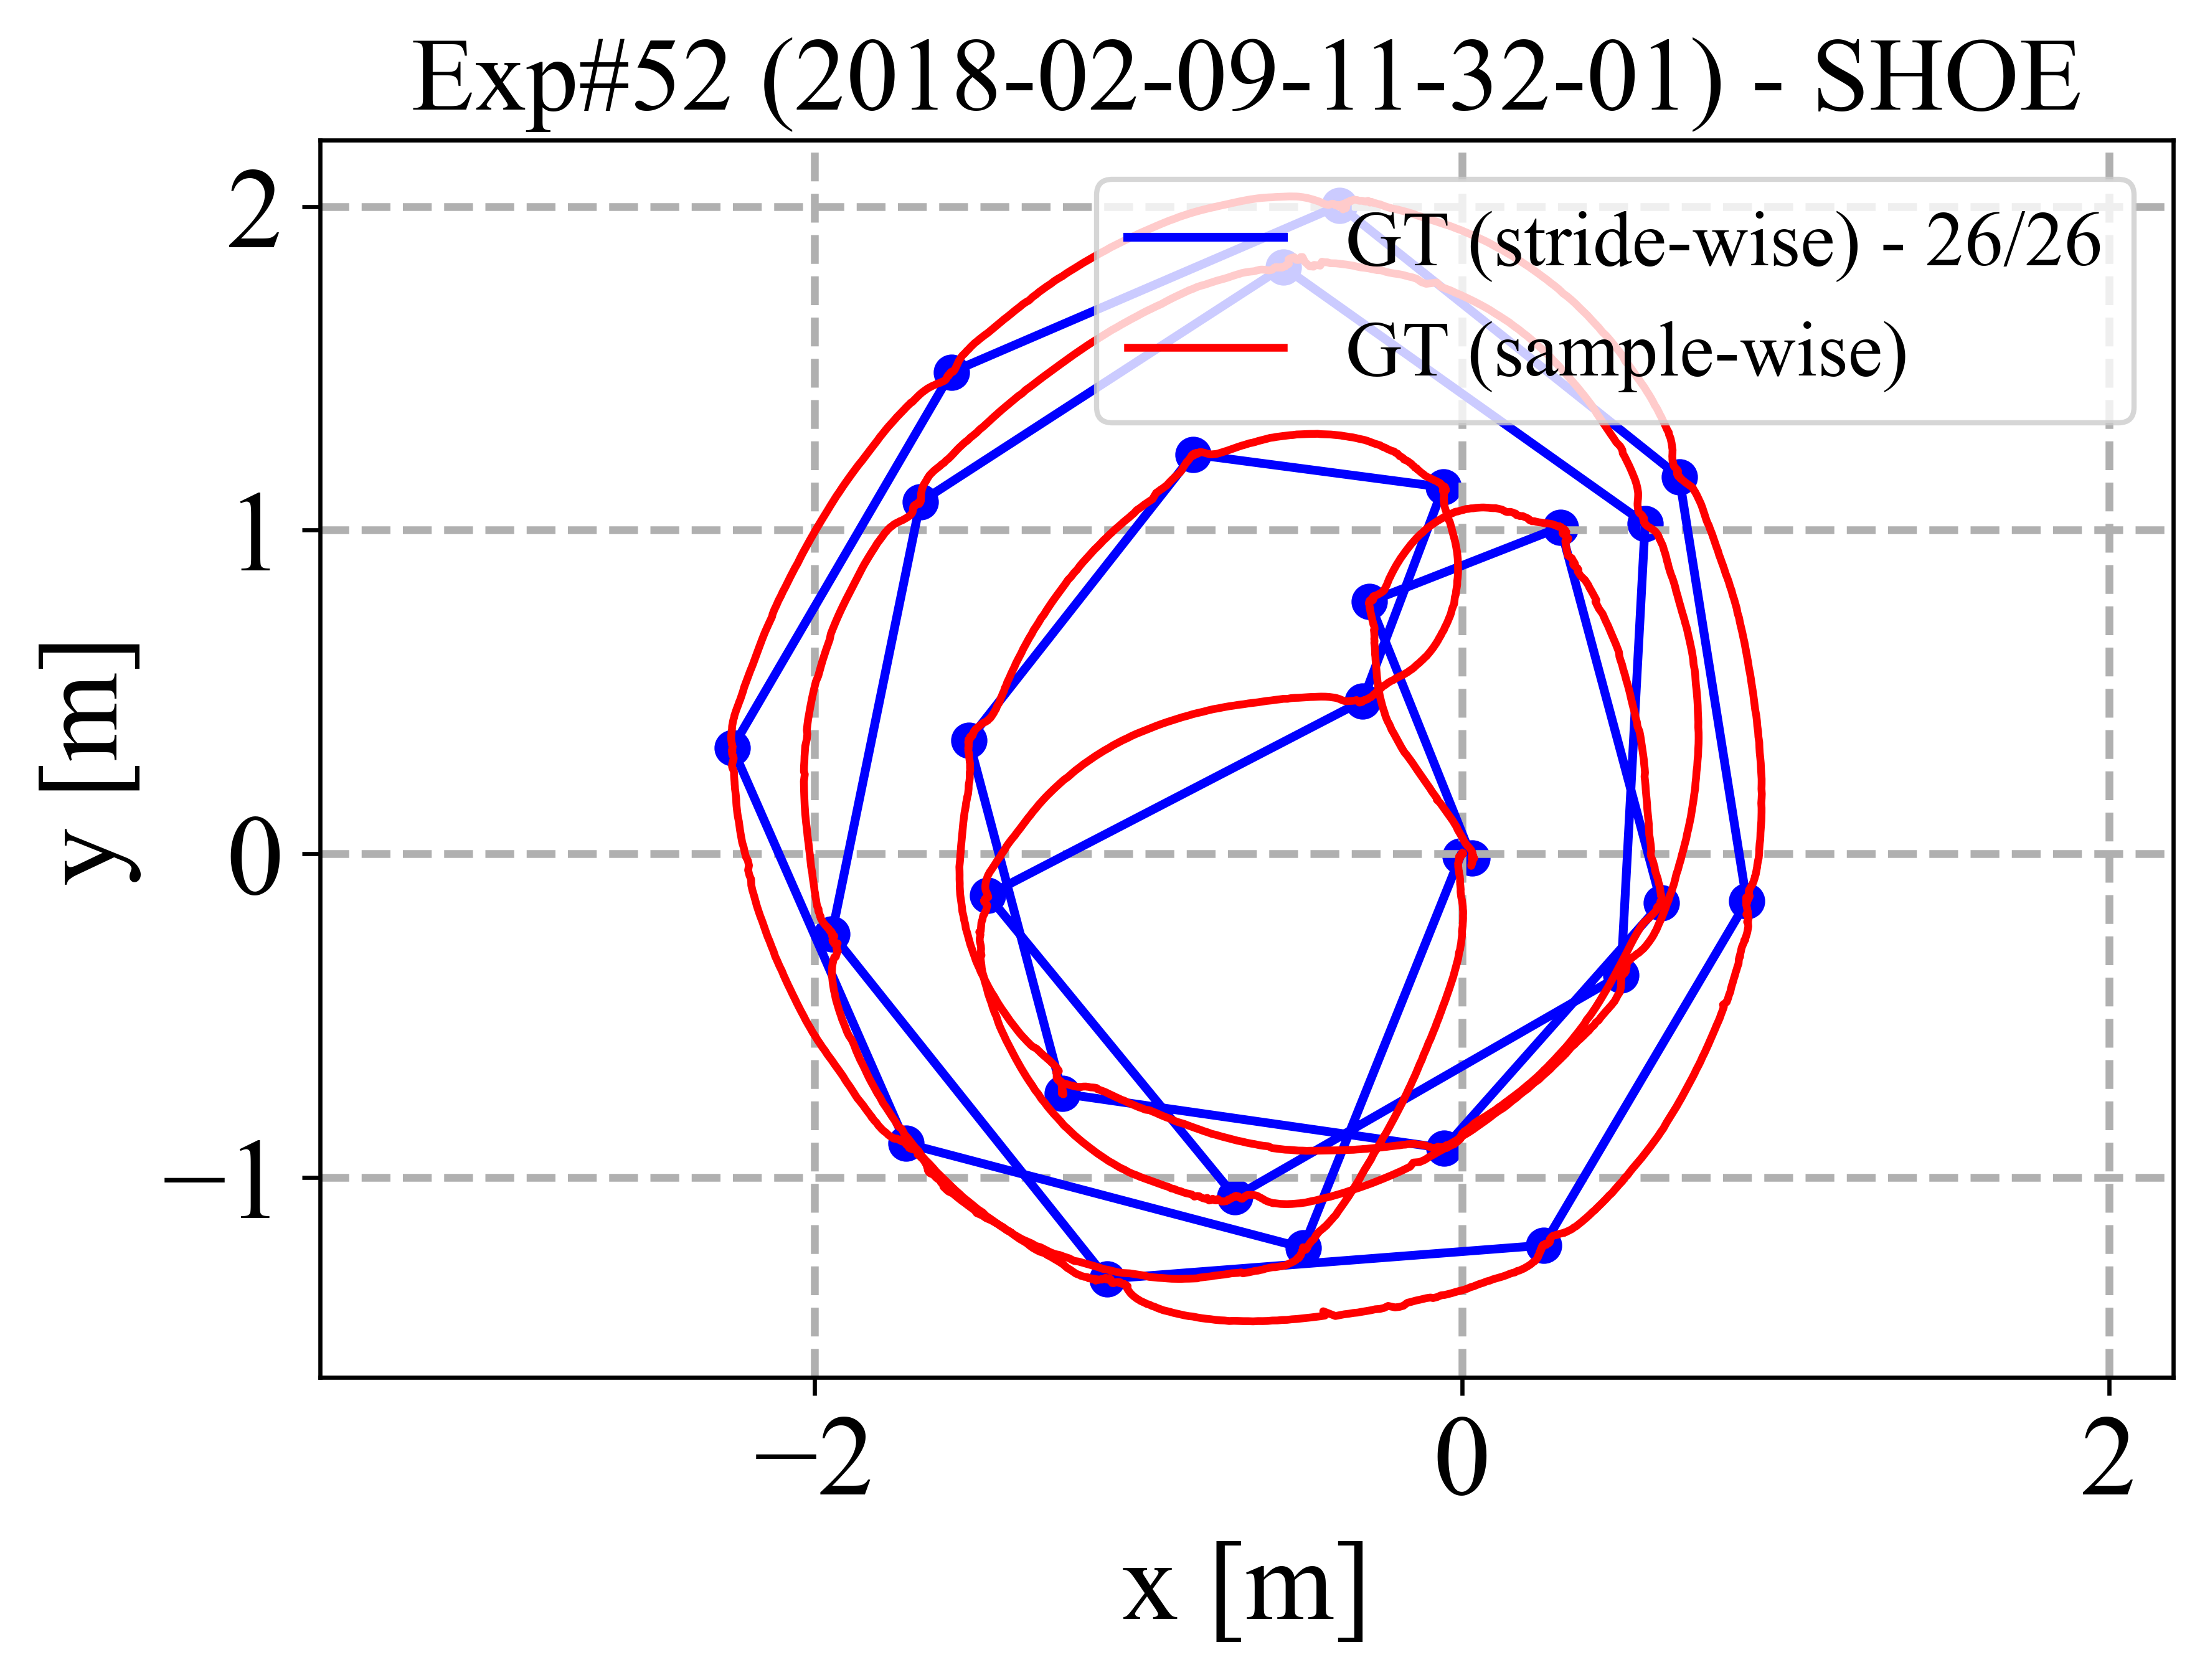 Exp#52 (2018-02-09-11-32-01) - SHOE
GT (stride-wise) - 26/26
GT (sample-wise)
2
1
0
−1
y [m]
−2
0
2
x [m]